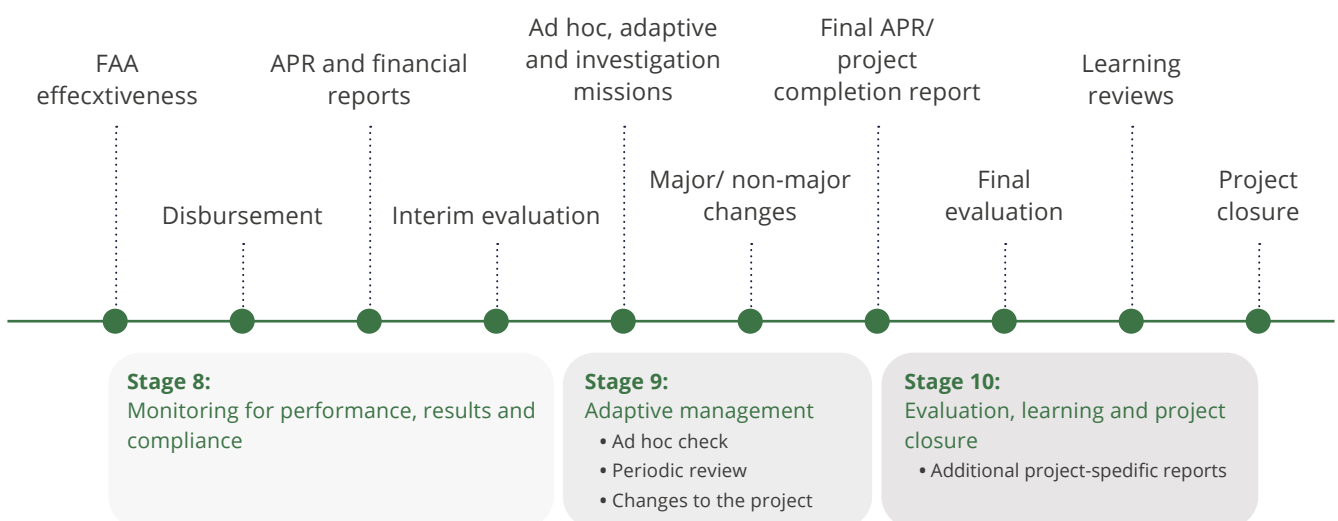 FAA
effecxtiveness
APR and financial
reports
Ad hoc, adaptive
and investigation
missions
Final APR/
project
completion report
Learning
reviews
Disbursement
Interim evaluation
Major/ non-major
changes
Final
evaluation
Project
closure
Stage 8:
Monitoring for performance, results and
compliance
Stage 9:
Adaptive management
• Ad hoc check
• Periodic review
• Changes to the project
Stage 10:
Evaluation, learning and project
closure
• Additional project-spedific reports